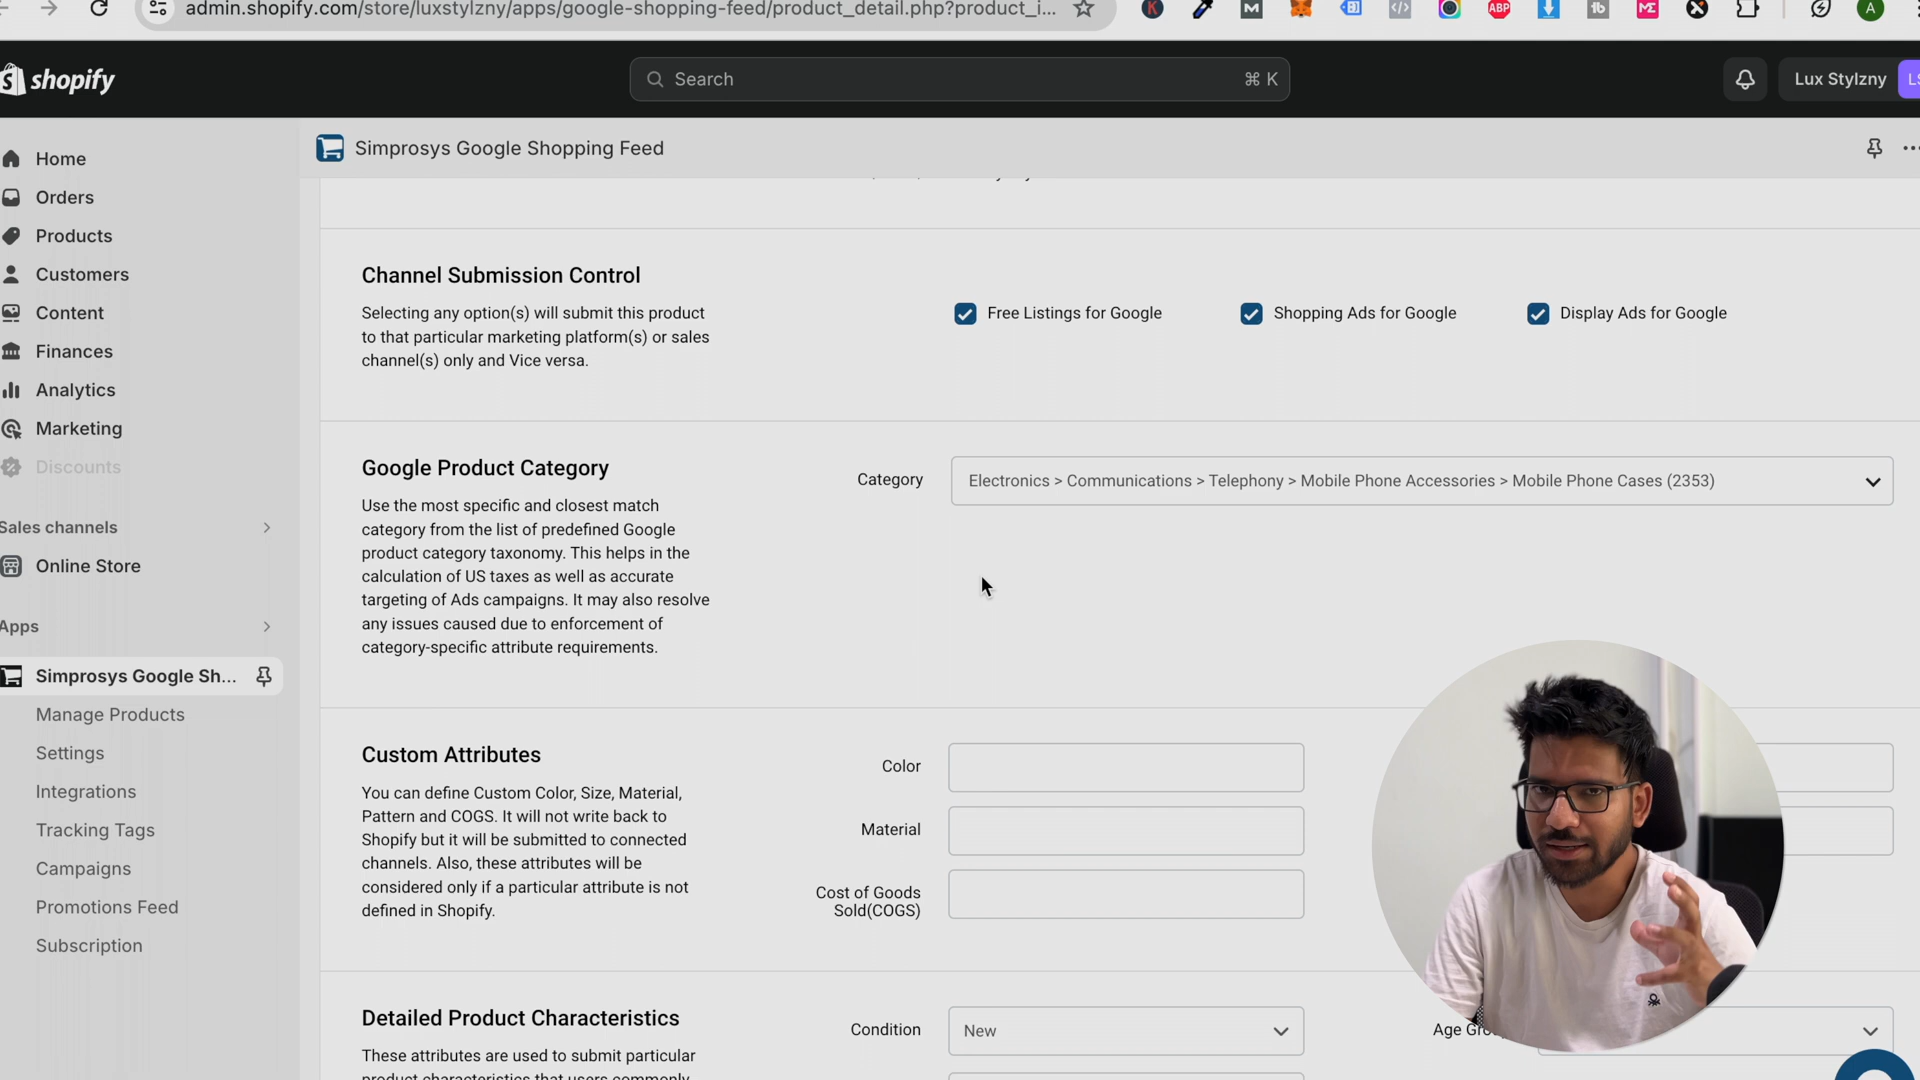 admin.shopify.com/store/luxstylzny/apps/google-shopping-feed/product_detail.php?product_i...
shopify
Search
⌘ K
Lux Stylzny
LS
Simprosys Google Shopping Feed
Home
Orders
Products
Customers
Content
Finances
Analytics
Marketing
Discounts
Sales channels
Online Store
Apps
Simprosys Google Sh...
Manage Products
Settings
Integrations
Tracking Tags
Campaigns
Promotions Feed
Subscription
Channel Submission Control
Selecting any option(s) will submit this product
to that particular marketing platform(s) or sales
channel(s) only and Vice versa.
Free Listings for Google
Shopping Ads for Google
Display Ads for Google
Google Product Category
Use the most specific and closest match
category from the list of predefined Google
product category taxonomy. This helps in the
calculation of US taxes as well as accurate
targeting of Ads campaigns. It may also resolve
any issues caused due to enforcement of
category-specific attribute requirements.
Category
Electronics > Communications > Telephony > Mobile Phone Accessories > Mobile Phone Cases (2353)
Custom Attributes
You can define Custom Color, Size, Material,
Pattern and COGS. It will not write back to
Shopify but it will be submitted to connected
channels. Also, these attributes will be
considered only if a particular attribute is not
defined in Shopify.
Color
Material
Cost of Goods
Sold(COGS)
Detailed Product Characteristics
These attributes are used to submit particular
product characteristics that users commonly
Condition
New
Age